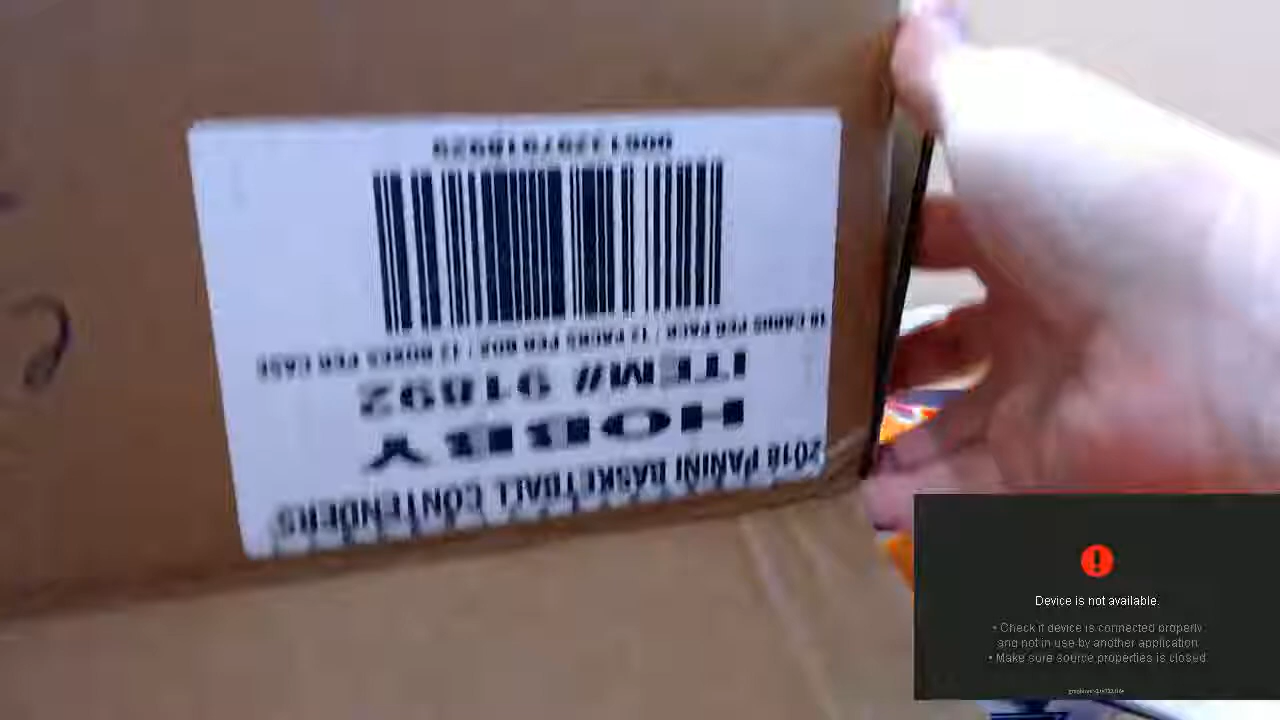 2018 PANINI BASKETBALL CONTENDERS
HOBBY
ITEM# 91892
10 CARDS PER PACK / 12 PACKS PER BOX / 12 BOXES PER CASE
Device is not available.
• Check if device is connected properly
and not in use by another application
• Make sure source properties is closed